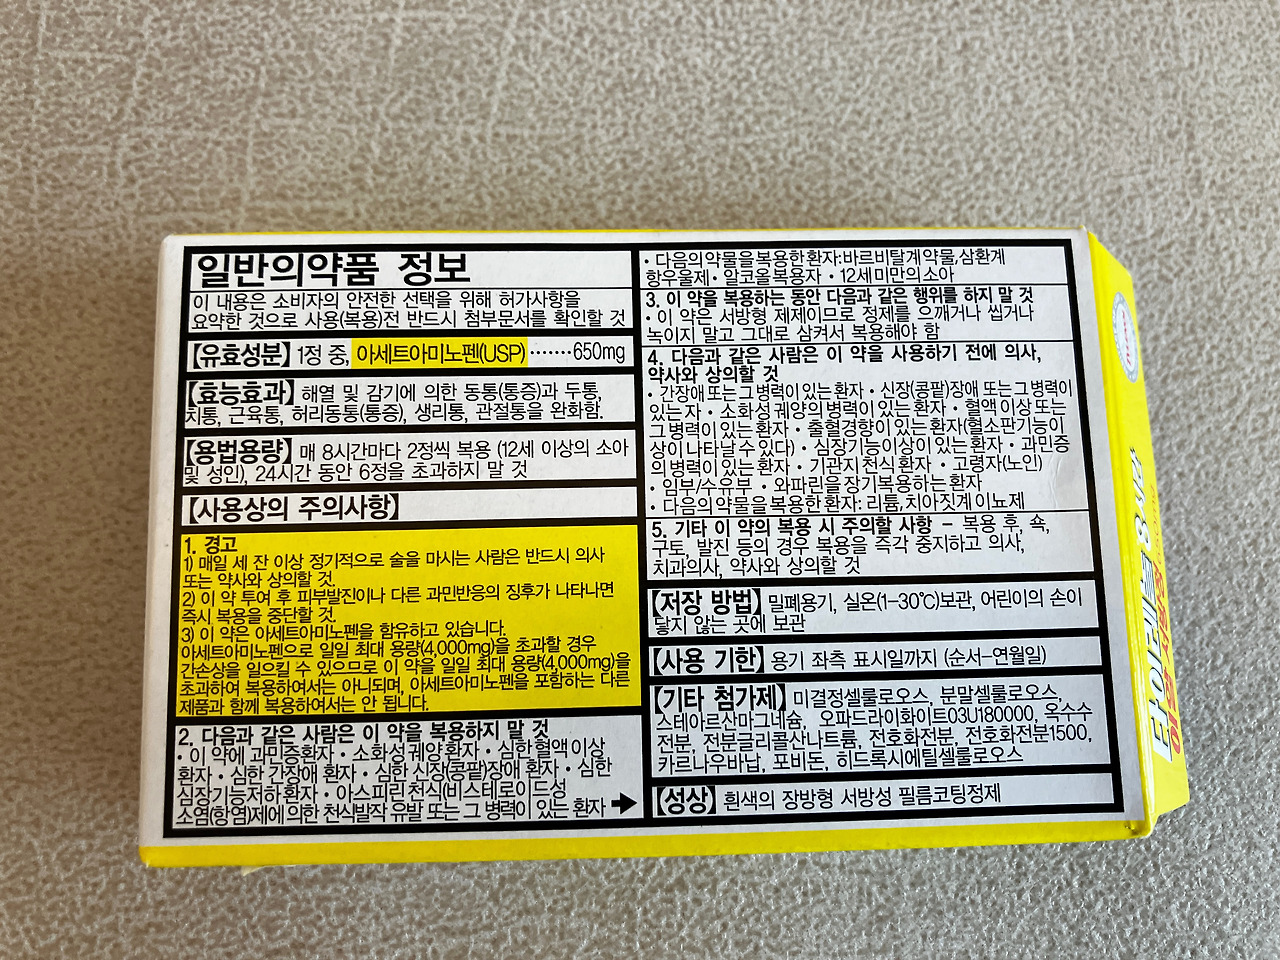 일반의약품 정보
이 내용은 소비자의 안전한 선택을 위해 허가사항을
요약한 것으로 사용(복용)전 반드시 첨부문서를 확인할 것
【유효성분】 1정 중, 아세트아미노펜(USP) ·······650mg
【효능효과】 해열 및 감기에 의한 동통(통증)과 두통,
치통, 근육통, 허리동통(통증), 생리통, 관절통을 완화함.
【용법용량】 매 8시간마다 2정씩 복용 (12세 이상의 소아
및 성인), 24시간 동안 6정을 초과하지 말 것
【사용상의 주의사항】
1. 경고
1) 매일 세 잔 이상 정기적으로 술을 마시는 사람은 반드시 의사
또는 약사와 상의할 것.
2) 이 약 투여 후 피부발진이나 다른 과민반응의 징후가 나타나면
즉시 복용을 중단할 것.
3) 이 약은 아세트아미노펜을 함유하고 있습니다.
아세트아미노펜으로 일일 최대 용량(4,000mg)을 초과할 경우
간손상을 일으킬 수 있으므로 이 약을 일일 최대 용량(4,000mg)을
초과하여 복용하여서는 아니되며, 아세트아미노펜을 포함하는 다른
제품과 함께 복용하여서는 안 됩니다.
2. 다음과 같은 사람은 이 약을 복용하지 말 것
· 이 약에 과민증환자 · 소화성궤양환자 · 심한혈액이상
환자 · 심한 간장애 환자 · 심한 신장(콩팥)장애 환자 · 심한
심장기능저하환자 · 아스피린천식(비스테로이드성
소염(항염)제에의한 천식발작 유발 또는 그 병력이 있는 환자 →
· 다음의약물을복용한환자:바르비탈계약물,삼환계
항우울제 · 알코올복용자 · 12세미만의소아
3. 이 약을 복용하는 동안 다음과 같은 행위를 하지 말 것
· 이 약은 서방형 제제이므로 정제를 으깨거나 씹거나
녹이지 말고 그대로 삼켜서 복용해야 함
4. 다음과 같은 사람은 이 약을 사용하기 전에 의사,
약사와 상의할 것
· 간장애또는그병력이있는환자 · 신장(콩팥)장애 또는그병력이
있는자 · 소화성궤양의병력이있는환자 · 혈액이상또는
그병력이 있는환자 · 출혈경향이 있는환자(혈소판기능이
상이나타날수있다) · 심장기능이상이있는환자 · 과민증
의병력이있는환자 · 기관지천식환자 · 고령자(노인)
· 임부/수유부 · 와파린을장기복용하는환자
· 다음의약물을복용한환자: 리튬,치아짓계이뇨제
5. 기타 이 약의 복용 시 주의할 사항 – 복용 후, 쇽,
구토, 발진 등의 경우 복용을 즉각 중지하고 의사,
치과의사, 약사와 상의할 것
【저장 방법】 밀폐용기, 실온(1-30℃)보관, 어린이의 손이
닿지 않는 곳에 보관
【사용 기한】 용기 좌측 표시일까지 (순서–연월일)
【기타 첨가제】 미결정셀룰로오스, 분말셀룰로오스,
스테아르산마그네슘, 오파드라이화이트03U180000, 옥수수
전분, 전분글리콜산나트륨, 전호화전분, 전호화전분1500,
카르나우바납, 포비돈, 히드록시에틸셀룰로오스
【성상】 흰색의 장방형 서방성 필름코팅정제
타이레놀 8시간